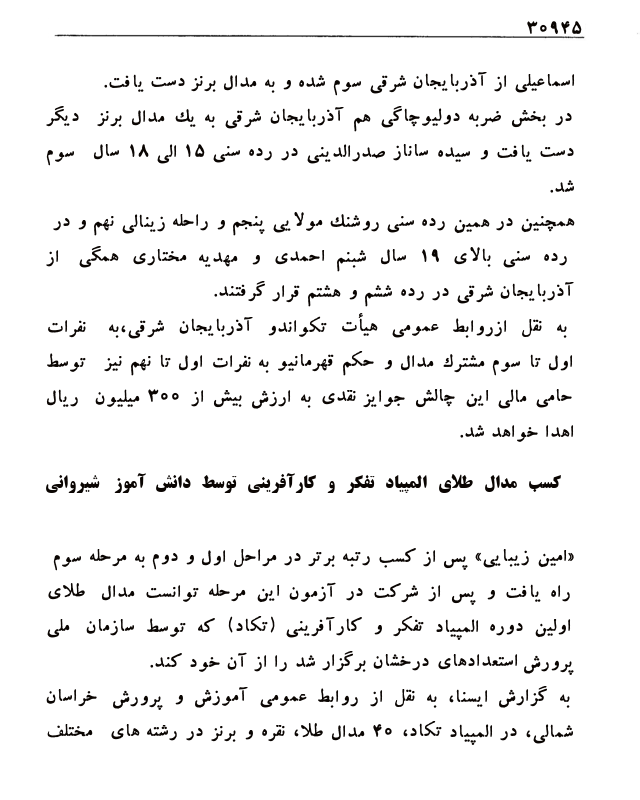 ۳۰۹۴۵
اسماعیلی از آذربایجان شرقی سوم شده و به مدال برنز دست یافت.
در بخش ضربه دولیوچاگی هم آذربایجان شرقی به یك مدال برنز دیگر
دست یافت و سیده ساناز صدرالدینی در رده سنی ۱۵ الی ۱۸ سال سوم
شد.
همچنین در همین رده سنی روشنك مولایی پنجم و راحله زینالی نهم و در
رده سنی بالای ۱۹ سال شبنم احمدی و مهدیه مختاری همگی از
آذربایجان شرقی در رده ششم و هشتم قرار گرفتند.
به نقل ازروابط عمومی هیأت تکواندو آذربایجان شرقی،به نفرات
اول تا سوم مشترك مدال و حکم قهرمانیو به نفرات اول تا نهم نیز توسط
حامی مالی این چالش جوایز نقدی به ارزش بیش از ۳۰۰ میلیون ریال
اهدا خواهد شد.
کسب مدال طلای المپیاد تفکر و کارآفرینی توسط دانش آموز شیروانی
«امین زیبایی» پس از کسب رتبه برتر در مراحل اول و دوم به مرحله سوم
راه یافت و پس از شرکت در آزمون این مرحله توانست مدال طلای
اولین دوره المپیاد تفکر و کارآفرینی (تکاد) که توسط سازمان ملی
پرورش استعدادهای درخشان برگزار شد را از آن خود کند.
به گزارش ایسنا، به نقل از روابط عمومی آموزش و پرورش خراسان
شمالی، در المپیاد تکاد، ۴۰ مدال طلا، نقره و برنز در رشته های مختلف